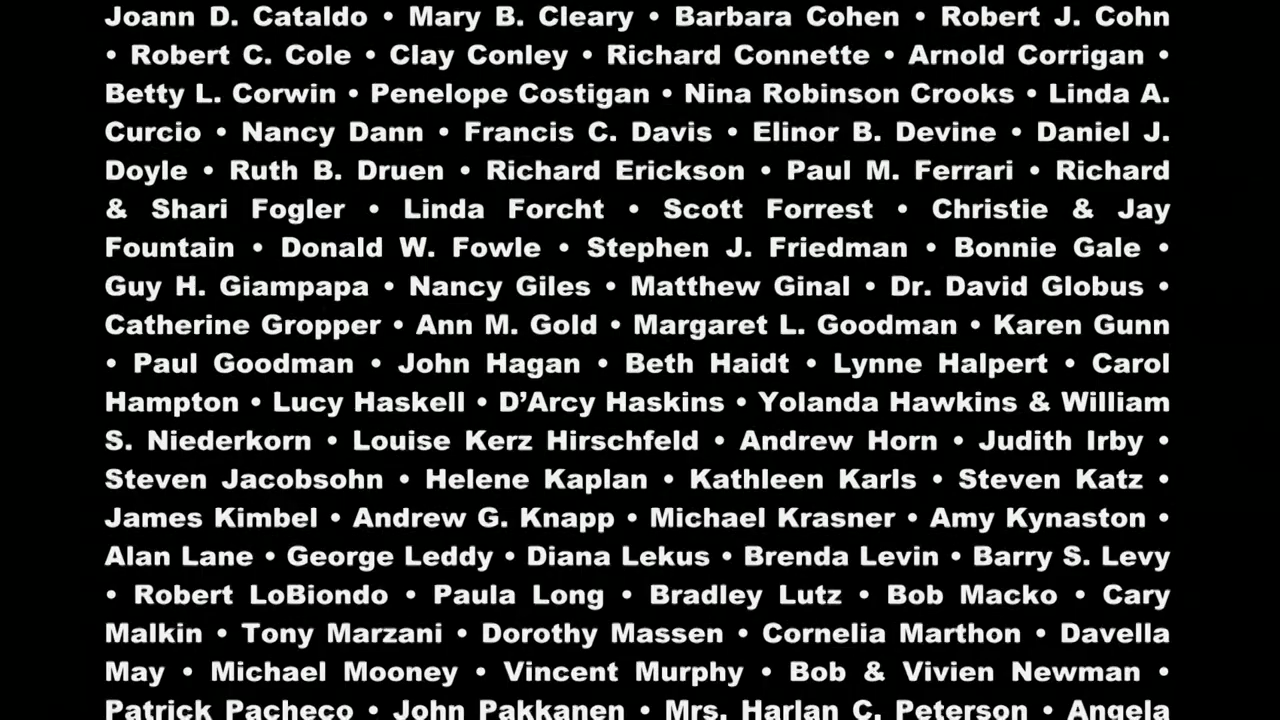 Joann D. Cataldo • Mary B. Cleary • Barbara Cohen • Robert J. Cohn
• Robert C. Cole • Clay Conley • Richard Connette • Arnold Corrigan •
Betty L. Corwin • Penelope Costigan • Nina Robinson Crooks • Linda A.
Curcio • Nancy Dann • Francis C. Davis • Elinor B. Devine • Daniel J.
Doyle • Ruth B. Druen • Richard Erickson • Paul M. Ferrari • Richard
& Shari Fogler • Linda Forcht • Scott Forrest • Christie & Jay
Fountain • Donald W. Fowle • Stephen J. Friedman • Bonnie Gale •
Guy H. Giampapa • Nancy Giles • Matthew Ginal • Dr. David Globus •
Catherine Gropper • Ann M. Gold • Margaret L. Goodman • Karen Gunn
• Paul Goodman • John Hagan • Beth Haidt • Lynne Halpert • Carol
Hampton • Lucy Haskell • D’Arcy Haskins • Yolanda Hawkins & William
S. Niederkorn • Louise Kerz Hirschfeld • Andrew Horn • Judith Irby •
Steven Jacobsohn • Helene Kaplan • Kathleen Karls • Steven Katz •
James Kimbel • Andrew G. Knapp • Michael Krasner • Amy Kynaston •
Alan Lane • George Leddy • Diana Lekus • Brenda Levin • Barry S. Levy
• Robert LoBiondo • Paula Long • Bradley Lutz • Bob Macko • Cary
Malkin • Tony Marzani • Dorothy Massen • Cornelia Marthon • Davella
May • Michael Mooney • Vincent Murphy • Bob & Vivien Newman •
Patrick Pacheco • John Pakkanen • Mrs. Harlan C. Peterson • Angela